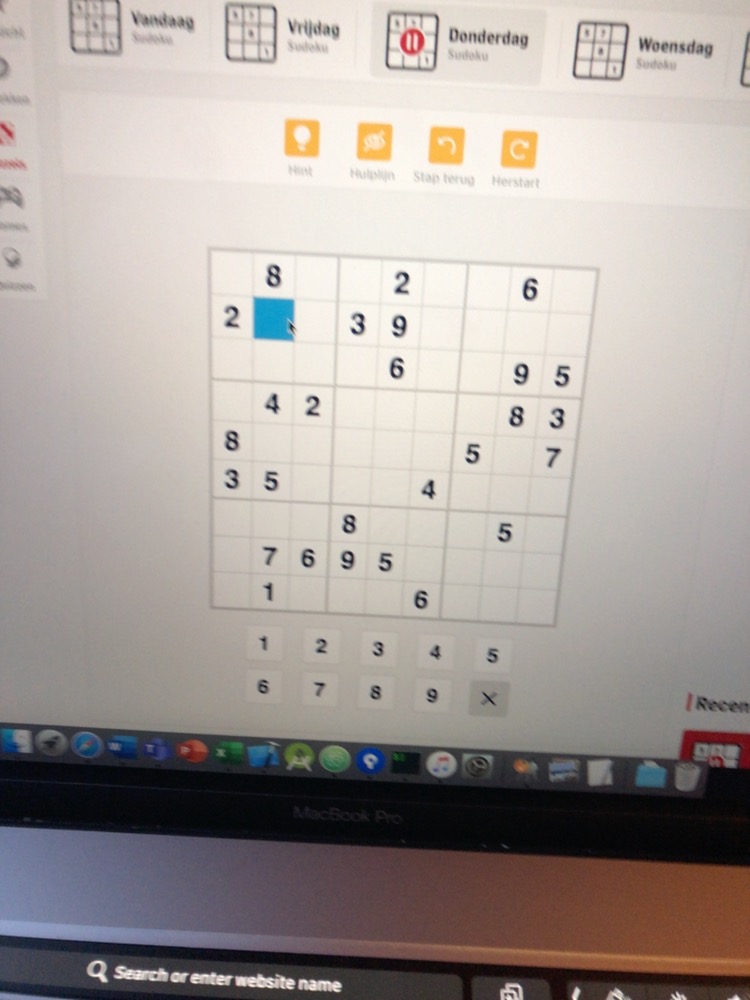 Vandaag Vrijdag Donderdag Woensdag
Sudoku Sudoku Sudoku Sudoku
Hint Hulplijn Stap terug Herstart
8 2 6
2 3 9
6 9 5
4 2 8 3
8 5 7
3 5 4
8 5
7 6 9 5
1 6
1 2 3 4 5
6 7 8 9 ×
Recen
MacBook Pro
Search or enter website name